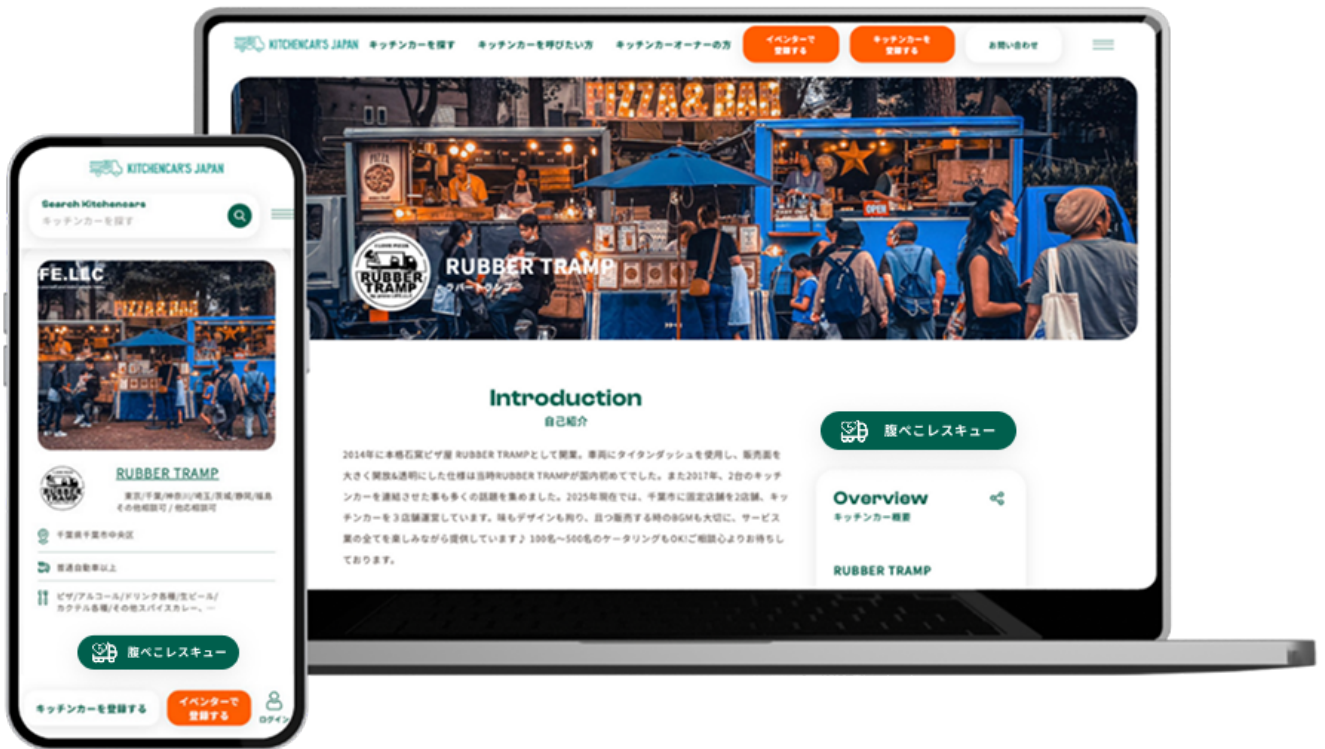 KITCHENCAR'S JAPAN
キッチンカーを探す
キッチンカーを呼びたい方
キッチンカーオーナーの方
イベンターで
登録する
キッチンカーを
登録する
お問い合わせ
PIZZA & BAR
PIZZA
OPEN
RUBBER
TRAMP
RUBBER TRAMP
ラバートランプ
Introduction
自己紹介
2014年に本格石窯ピザ屋 RUBBER TRAMPとして開業。車両にタイタンダッシュを使用し、販売面を
大きく開放&透明にした仕様は当時RUBBER TRAMPが国内初めてでした。また2017年、2台のキッチ
ンカーを連結させた事も多くの話題を集めました。2025年現在では、千葉市に固定店舗を2店舗、キッ
チンカーを3店舗運営しています。味もデザインも拘り、且つ販売する時のBGMも大切に、サービス
業の全てを楽しみながら提供しています♪ 100名〜500名のケータリングもOK!ご相談心よりお待ちし
ております。
腹ぺこレスキュー
Overview
キッチンカー概要
RUBBER TRAMP
KITCHENCAR'S JAPAN
Search Kitchencars
キッチンカーを探す
FE.LLC
PIZZA & BAR
RUBBER
TRAMP
RUBBER TRAMP
東京/千葉/神奈川/埼玉/茨城/静岡/福島
その他相談可 / 他応相談可
千葉県千葉市中央区
普通自動車以上
ピザ/アルコール/ドリンク各種/生ビール/
カクテル各種/その他スパイスカレー、…
腹ぺこレスキュー
キッチンカーを登録する
イベンターで
登録する
ログイン